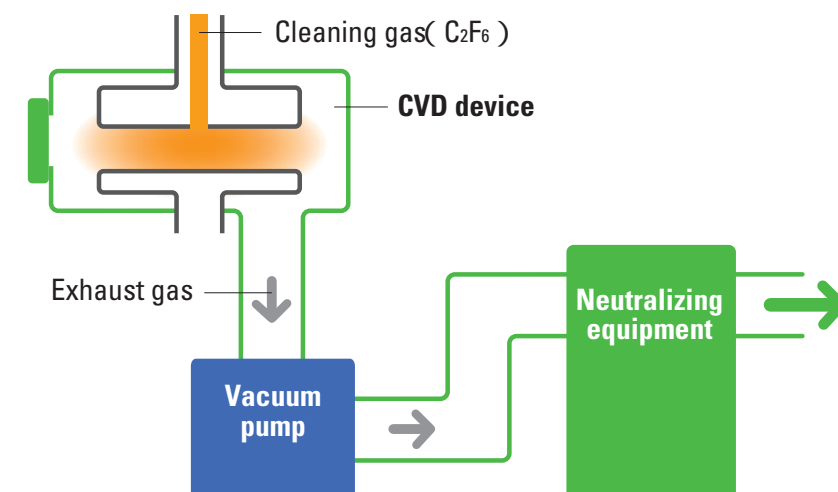 Cleaning gas( C₂F₆ )
CVD device
Exhaust gas
Neutralizing
equipment
Vacuum
pump